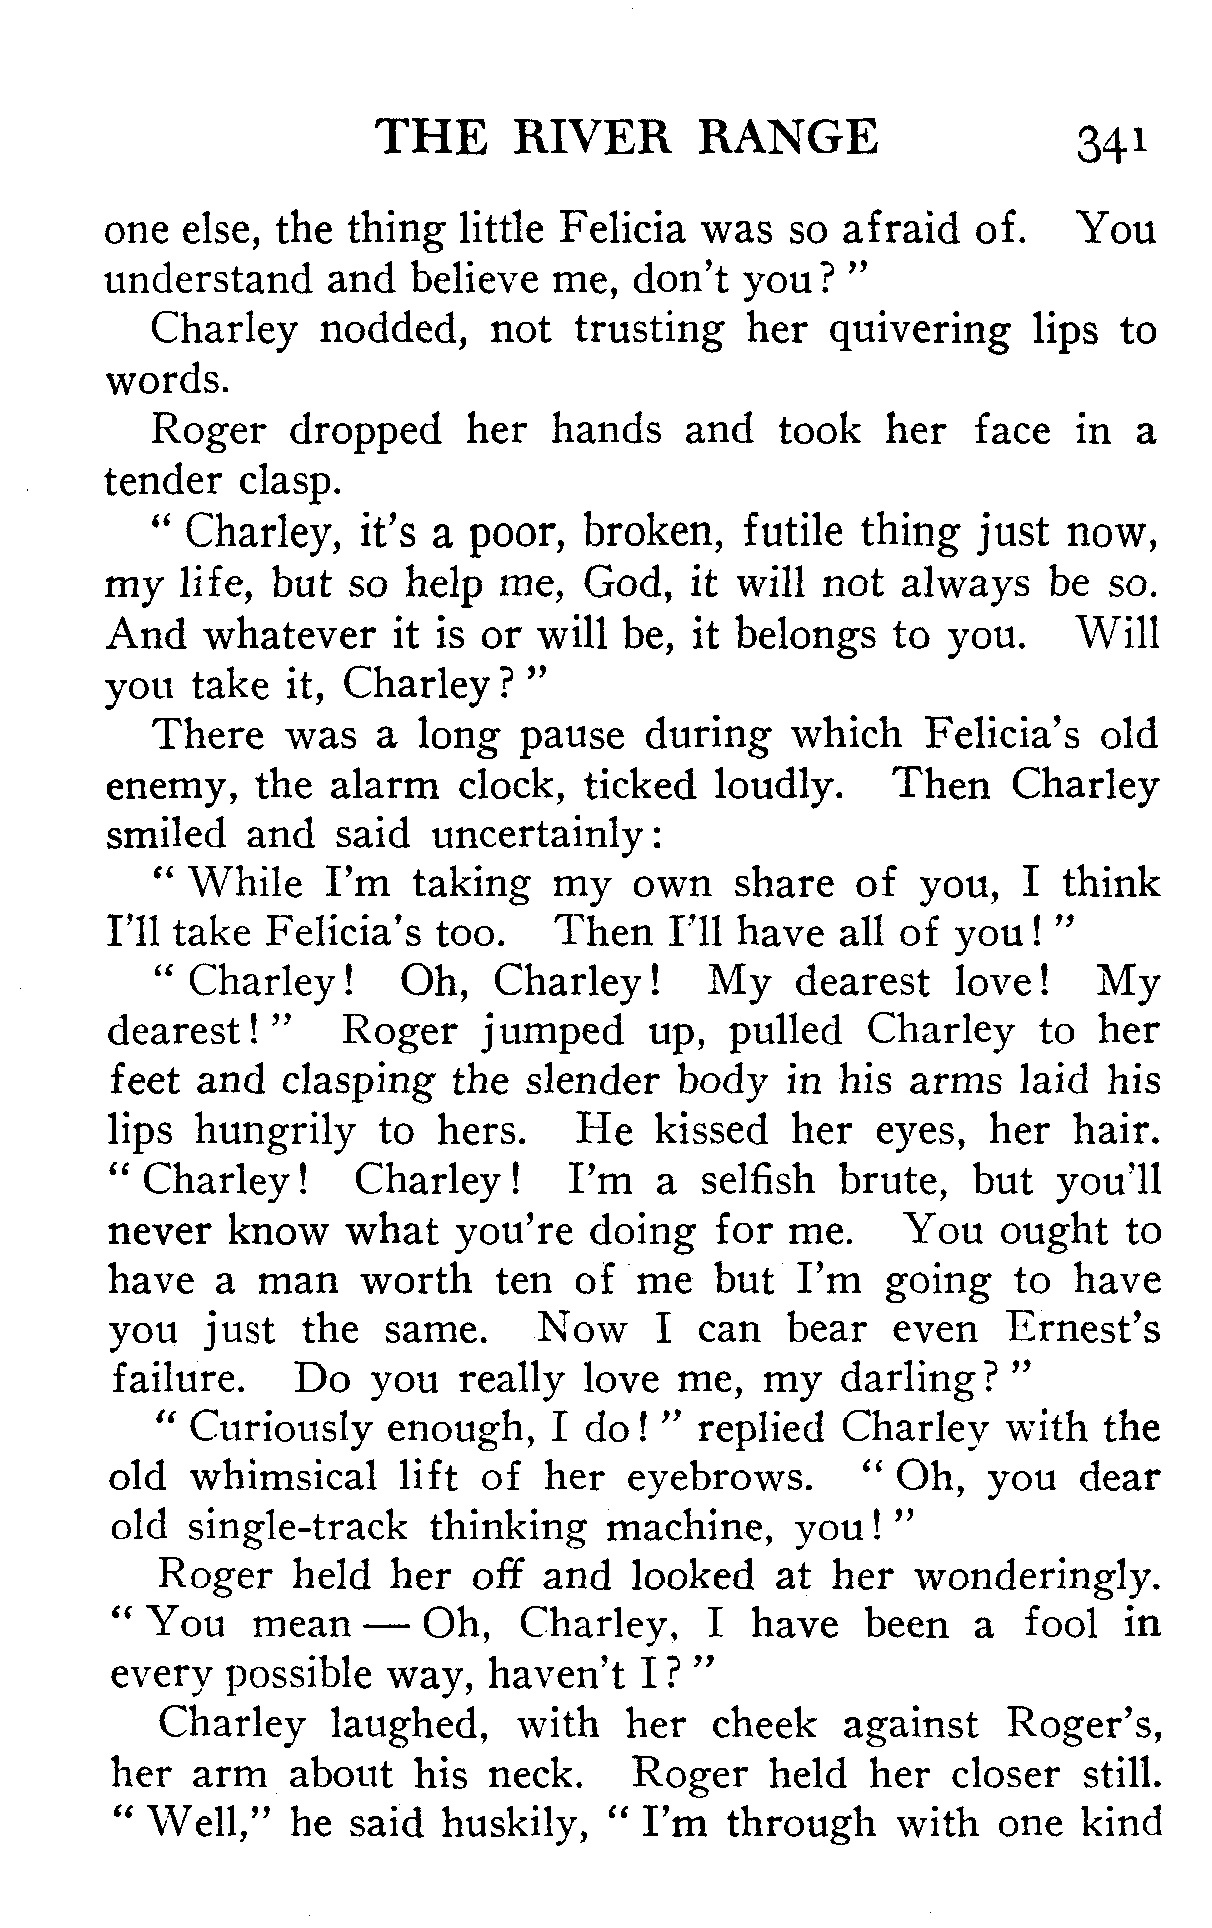 THE RIVER RANGE 341
one else, the thing little Felicia was so afraid of. You
understand and believe me, don't you? "
Charley nodded, not trusting her quivering lips to
words.
Roger dropped her hands and took her face in a
tender clasp.
" Charley, it's a poor, broken, futile thing just now,
my life, but so help me, God, it will not always be so.
And whatever it is or will be, it belongs to you. Will
you take it, Charley? "
There was a long pause during which Felicia's old
enemy, the alarm clock, ticked loudly. Then Charley
smiled and said uncertainly:
" While I'm taking my own share of you, I think
I'll take Felicia's too. Then I'll have all of you! "
" Charley! Oh, Charley! My dearest love! My
dearest! " Roger jumped up, pulled Charley to her
feet and clasping the slender body in his arms laid his
lips hungrily to hers. He kissed her eyes, her hair.
" Charley! Charley! I'm a selfish brute, but you'll
never know what you're doing for me. You ought to
have a man worth ten of me but I'm going to have
you just the same. Now I can bear even Ernest's
failure. Do you really love me, my darling? "
" Curiously enough, I do! " replied Charley with the
old whimsical lift of her eyebrows. " Oh, you dear
old single-track thinking machine, you! "
Roger held her off and looked at her wonderingly.
" You mean — Oh, Charley, I have been a fool in
every possible way, haven't I? "
Charley laughed, with her cheek against Roger's,
her arm about his neck. Roger held her closer still.
" Well," he said huskily, " I'm through with one kind